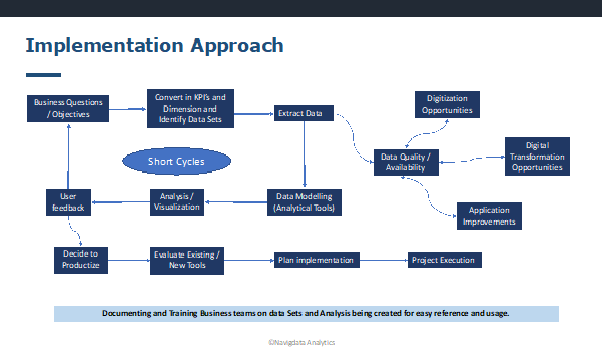 Implementation Approach
Business Questions
/ Objectives
Convert in KPI's and
Dimension and
Identify Data Sets
Extract Data
Digitization
Opportunities
Short Cycles
Data Quality /
Availability
Digital
Transformation
Opportunities
User
feedback
Analysis /
Visualization
Data Modelling
(Analytical Tools)
Application
Improvements
Decide to
Productize
Evaluate Existing /
New Tools
Plan implementation
Project Execution
Documenting and Training Business teams on data Sets and Analysis being created for easy reference and usage.
©Navigdata Analytics